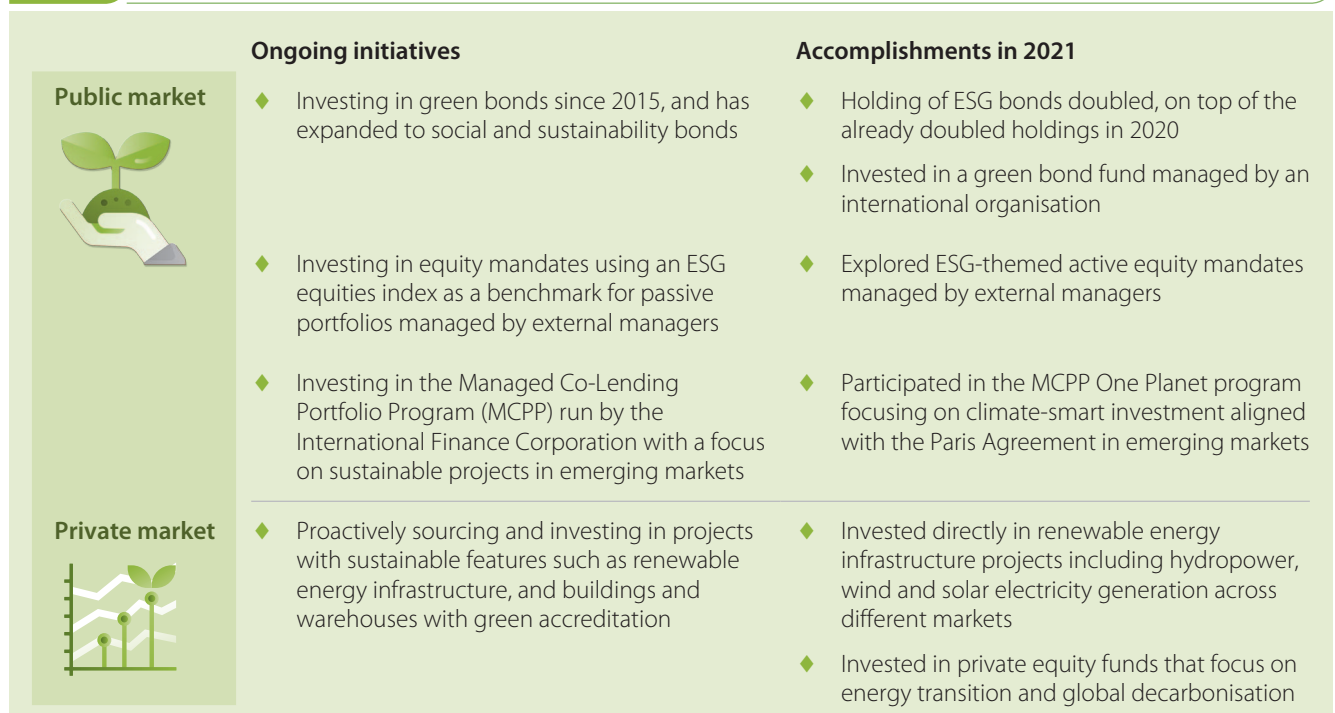 Ongoing initiatives
Accomplishments in 2021
Public market
♦ Investing in green bonds since 2015, and has
expanded to social and sustainability bonds
♦ Holding of ESG bonds doubled, on top of the
already doubled holdings in 2020
♦ Invested in a green bond fund managed by an
international organisation
♦ Investing in equity mandates using an ESG
equities index as a benchmark for passive
portfolios managed by external managers
♦ Explored ESG-themed active equity mandates
managed by external managers
♦ Investing in the Managed Co-Lending
Portfolio Program (MCPP) run by the
International Finance Corporation with a focus
on sustainable projects in emerging markets
♦ Participated in the MCPP One Planet program
focusing on climate-smart investment aligned
with the Paris Agreement in emerging markets
Private market
♦ Proactively sourcing and investing in projects
with sustainable features such as renewable
energy infrastructure, and buildings and
warehouses with green accreditation
♦ Invested directly in renewable energy
infrastructure projects including hydropower,
wind and solar electricity generation across
different markets
♦ Invested in private equity funds that focus on
energy transition and global decarbonisation